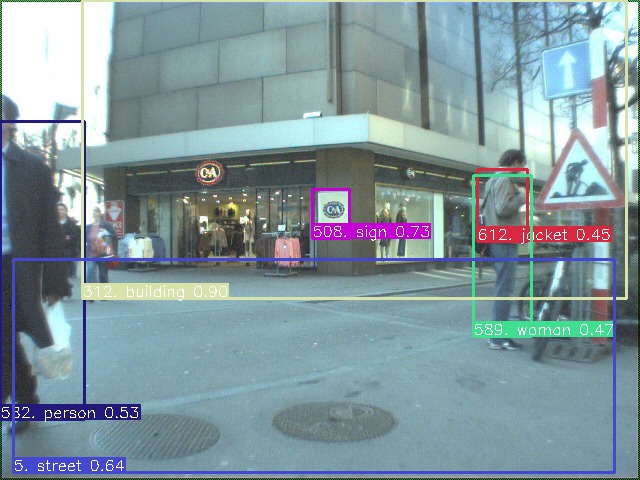 C&A
C&A
508. sign 0.73
612. jacket 0.45
312. building 0.90
589. woman 0.47
532. person 0.53
5. street 0.64